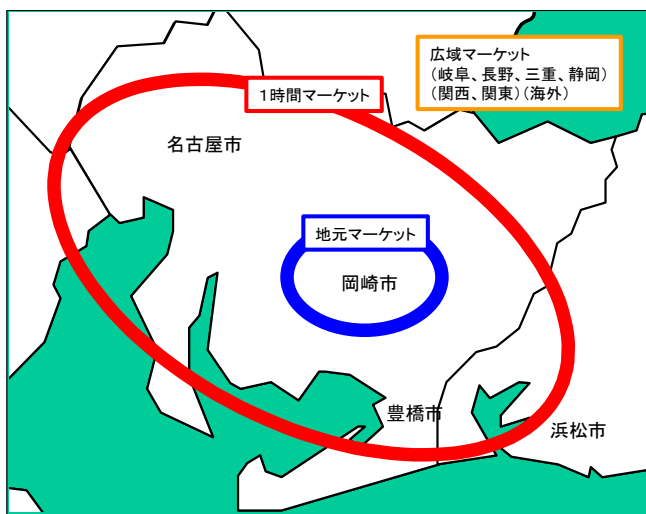 広域マーケット
(岐阜、長野、三重、静岡)
(関西、関東)(海外)
1時間マーケット
名古屋市
地元マーケット
岡崎市
豊橋市
浜松市